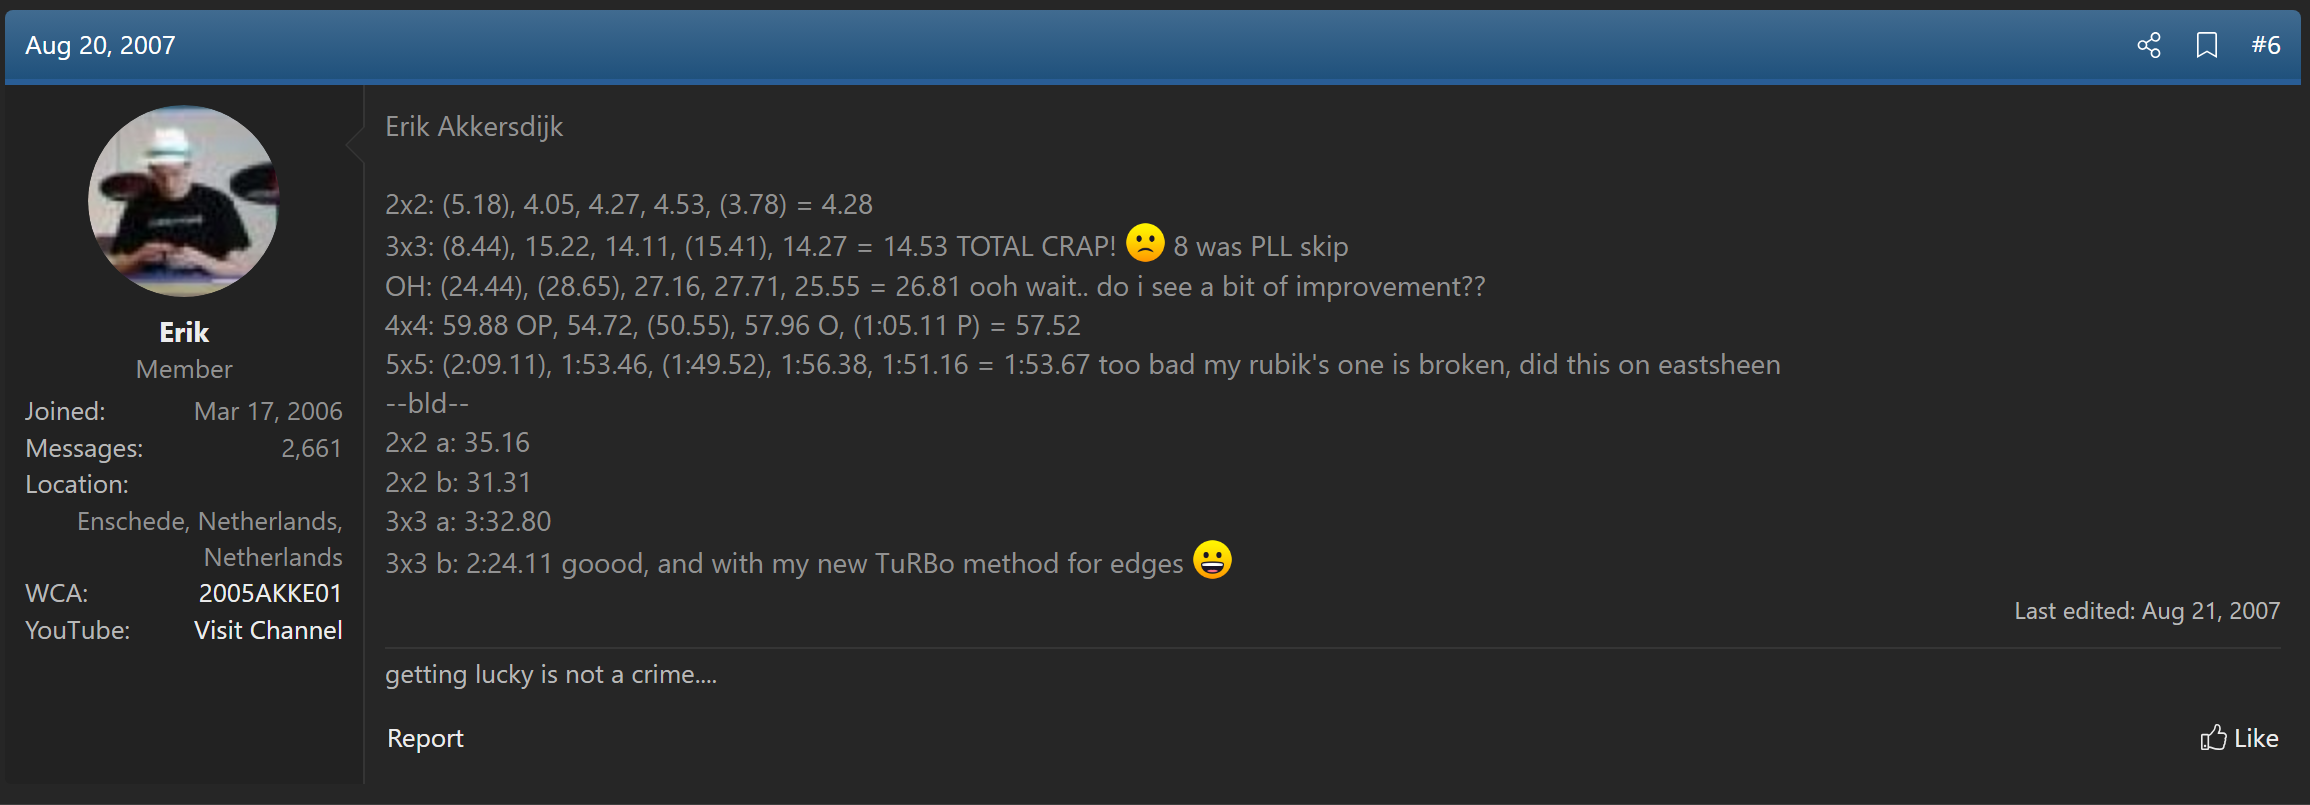 Aug 20, 2007
#6
Erik
Member
Joined: Mar 17, 2006
Messages: 2,661
Location:
Enschede, Netherlands,
Netherlands
WCA: 2005AKKE01
YouTube: Visit Channel
Erik Akkersdijk
2x2: (5.18), 4.05, 4.27, 4.53, (3.78) = 4.28
3x3: (8.44), 15.22, 14.11, (15.41), 14.27 = 14.53 TOTAL CRAP! 🙁 8 was PLL skip
OH: (24.44), (28.65), 27.16, 27.71, 25.55 = 26.81 ooh wait.. do i see a bit of improvement??
4x4: 59.88 OP, 54.72, (50.55), 57.96 O, (1:05.11 P) = 57.52
5x5: (2:09.11), 1:53.46, (1:49.52), 1:56.38, 1:51.16 = 1:53.67 too bad my rubik's one is broken, did this on eastsheen
--bld--
2x2 a: 35.16
2x2 b: 31.31
3x3 a: 3:32.80
3x3 b: 2:24.11 goood, and with my new TuRBo method for edges 😀
Last edited: Aug 21, 2007
getting lucky is not a crime....
Report
Like